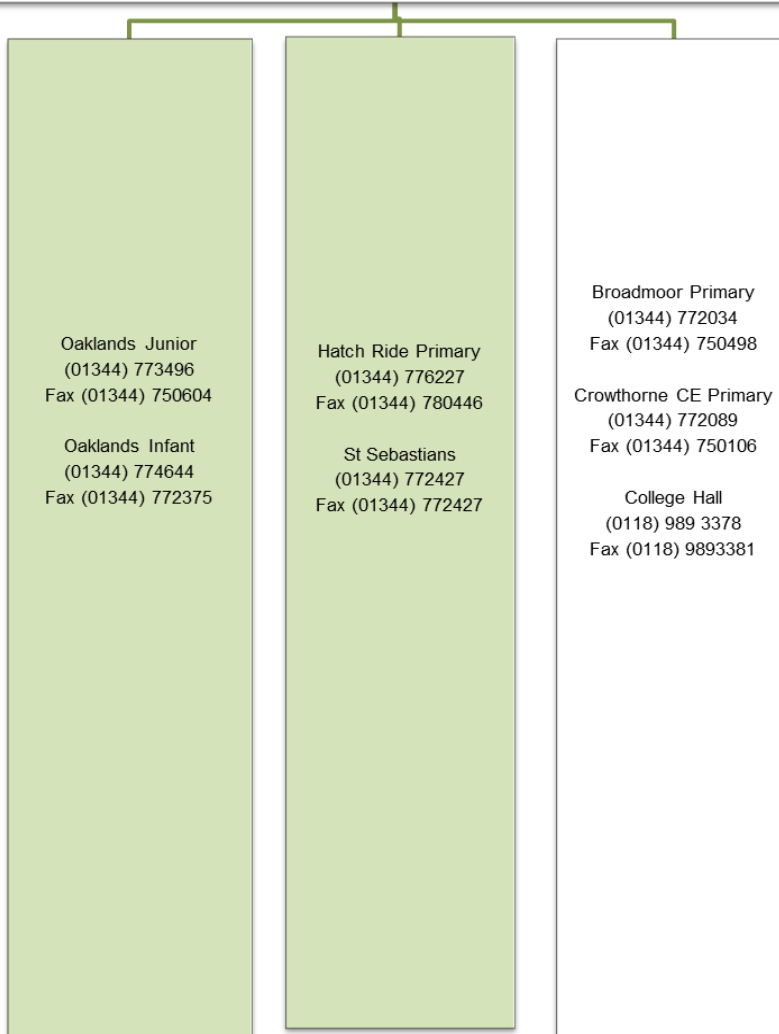 Oaklands Junior
(01344) 773496
Fax (01344) 750604
Oaklands Infant
(01344) 774644
Fax (01344) 772375
Hatch Ride Primary
(01344) 776227
Fax (01344) 780446
St Sebastians
(01344) 772427
Fax (01344) 772427
Broadmoor Primary
(01344) 772034
Fax (01344) 750498
Crowthorne CE Primary
(01344) 772089
Fax (01344) 750106
College Hall
(0118) 989 3378
Fax (0118) 9893381